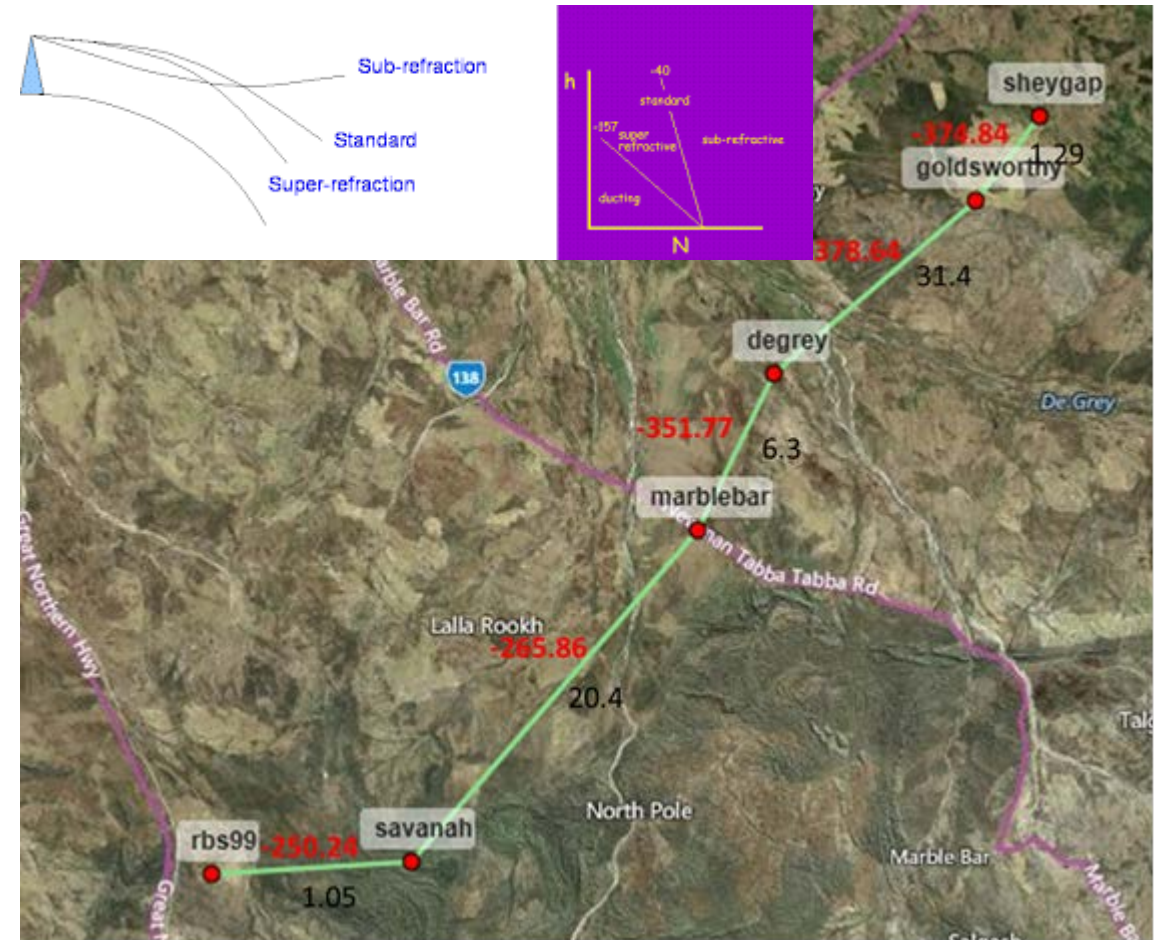 Sub-refraction
Standard
Super-refraction
h
-40
standard
-157
super
refractive
sub-refractive
ducting
N
sheygap
-374.84
1.29
goldsworthy
378.64
31.4
degrey
138
De Grey
-351.77
6.3
marblebar
Tabba Tabba Rd
Great Northern Hwy
Lalla Rookh
-265.86
20.4
North Pole
savanah
rbs99
-250.24
1.05
Marble Bar
Great
Marble